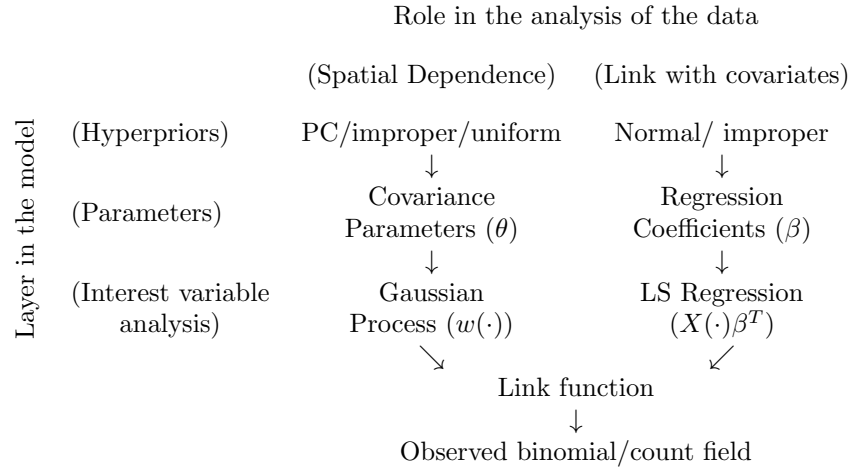 Role in the analysis of the data
(Spatial Dependence) (Link with covariates)
Layer in the model
(Hyperpriors) PC/improper/uniform Normal/ improper
↓ ↓
(Parameters) Covariance Parameters (θ) Regression Coefficients (β)
↓ ↓
(Interest variable analysis) Gaussian Process (w(·)) LS Regression (X(·)β^T)
↘ ↙
Link function
↓
Observed binomial/count field